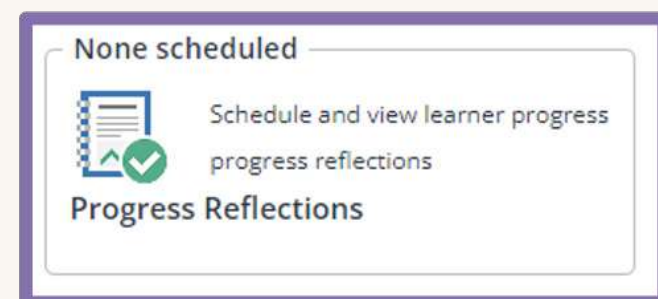 None scheduled
Schedule and view learner progress
progress reflections
Progress Reflections